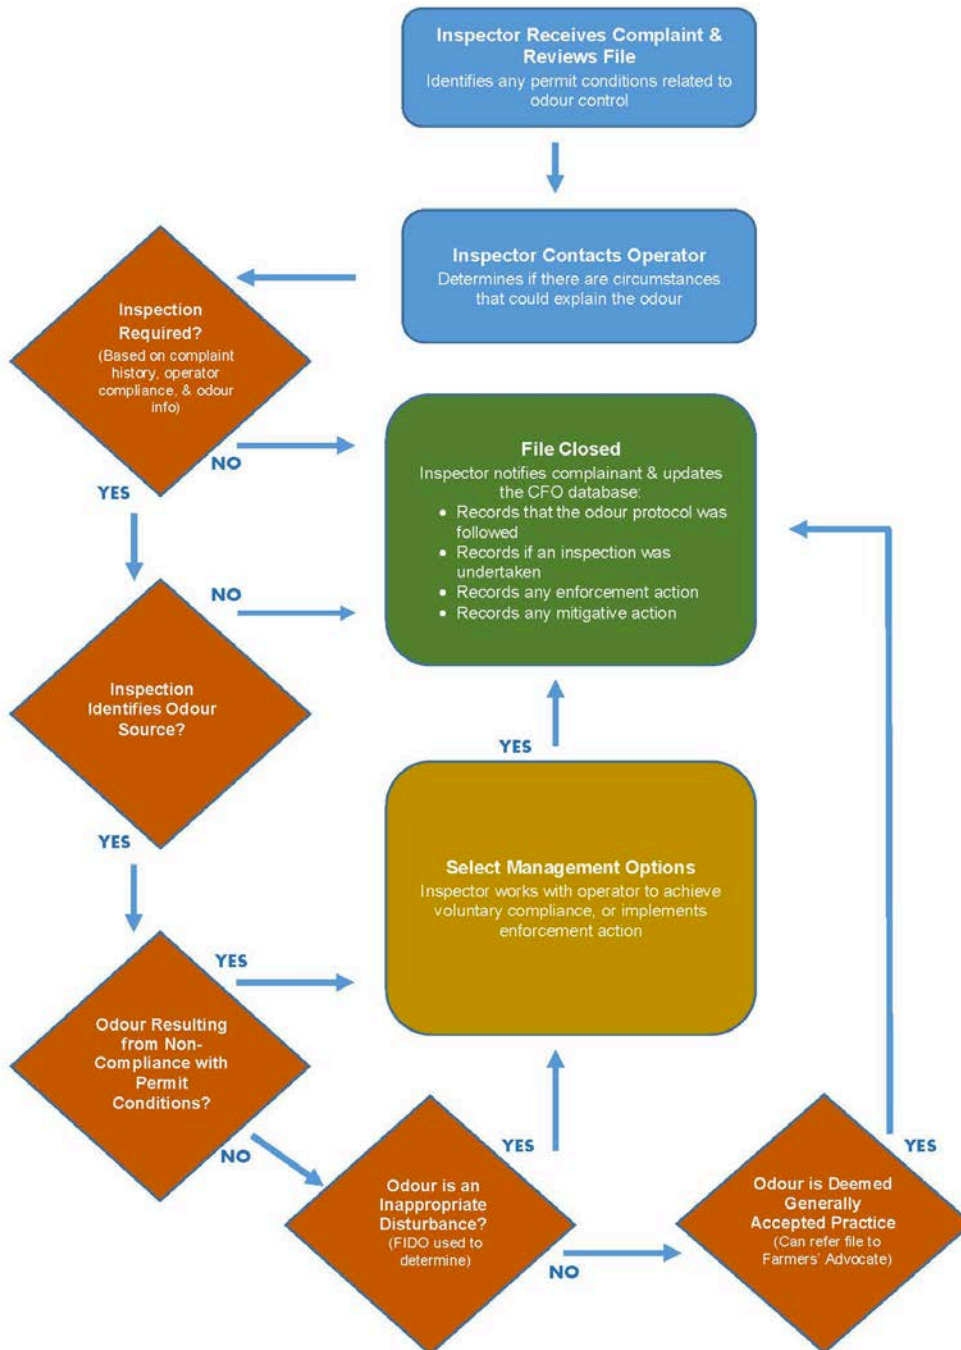 Inspector Receives Complaint &
Reviews File
Identifies any permit conditions related to
odour control
Inspector Contacts Operator
Determines if there are circumstances
that could explain the odour
Inspection
Required?
(Based on complaint
history, operator
compliance, & odour
info)
NO
YES
File Closed
Inspector notifies complainant & updates
the CFO database:
• Records that the odour protocol was
followed
• Records if an inspection was
undertaken
• Records any enforcement action
• Records any mitigative action
NO
Inspection
Identifies Odour
Source?
YES
YES
Select Management Options
Inspector works with operator to achieve
voluntary compliance, or implements
enforcement action
YES
Odour Resulting
from Non-
Compliance with
Permit
Conditions?
NO
YES
Odour is an
Inappropriate
Disturbance?
(FIDO used to
determine)
NO
YES
Odour is Deemed
Generally
Accepted Practice
(Can refer file to
Farmers' Advocate)